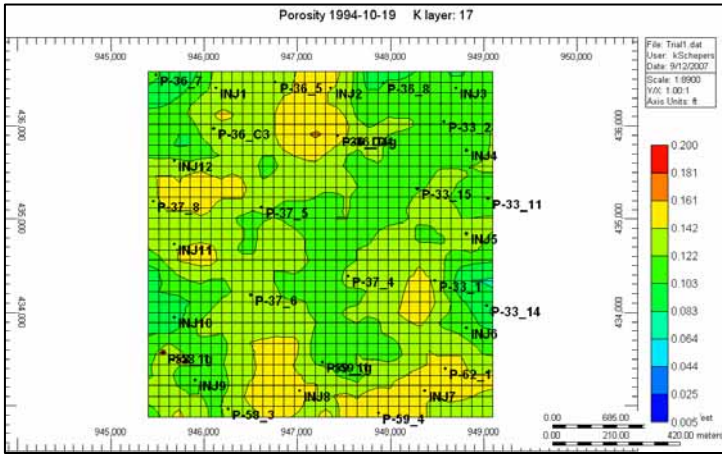 Porosity 1994-10-19 K layer: 17
945,000 946,000 947,000 948,000 949,000 950,000
File: Trial1.dat
User: kSchepers
Date: 9/12/2007
Scale: 1:8900
Y/X: 1.00:1
Axis Units: ft
P-36_7 INJ1 P-36_5 INJ2 P-36_8 INJ3
436,000 436,000
P-36_C3 P-33_2
INJ12 INJ4
P-33_15
P-37_8 P-37_5 P-33_11
435,000 435,000
INJ11 INJ5
P-37_4 P-33_1
P-37_6 P-33_14
434,000 434,000
INJ10 INJ6
P-62_1
INJ9 INJ8 INJ7
P-59_3 P-59_4
0.200
0.181
0.161
0.142
0.122
0.102
0.083
0.064
0.044
0.025
0.005
0.00 685.00 feet
0.00 210.00 420.00 meters
945,000 946,000 947,000 948,000 949,000 950,000